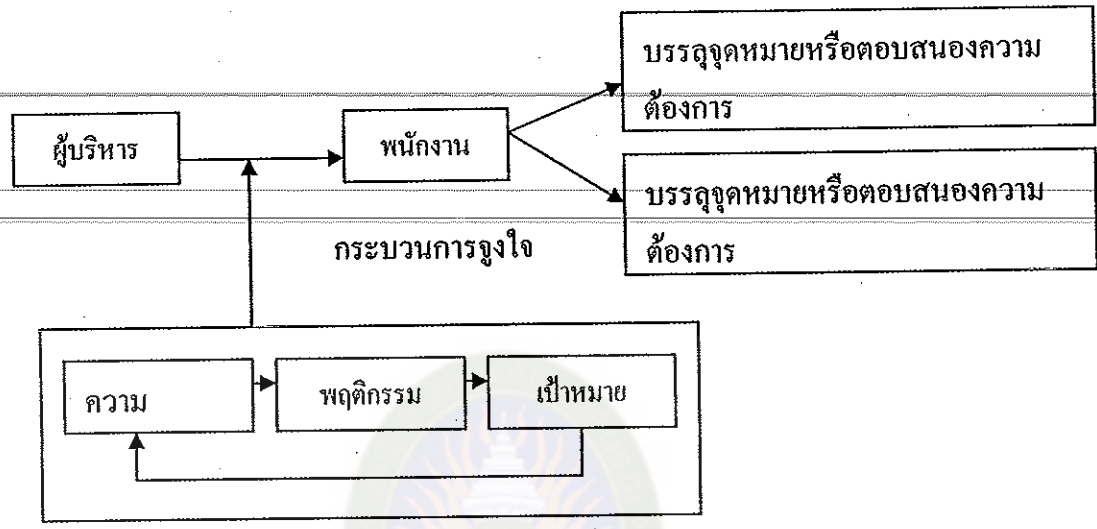 บรรลุจุดหมายหรือตอบสนองความ
ต้องการ
ผู้บริหาร
พนักงาน
บรรลุจุดหมายหรือตอบสนองความ
ต้องการ
กระบวนการจูงใจ
ความ
พฤติกรรม
เป้าหมาย